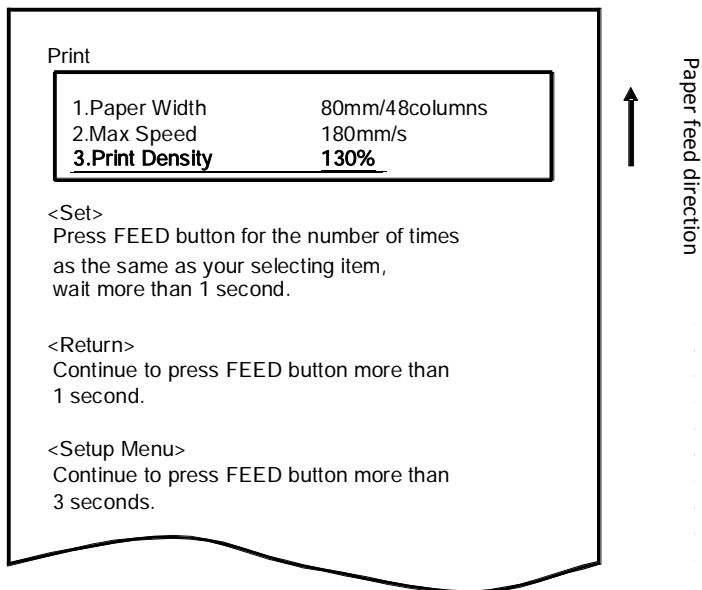 Print
1.Paper Width 80mm/48columns
2.Max Speed 180mm/s
3.Print Density 130%
<Set>
Press FEED button for the number of times
as the same as your selecting item,
wait more than 1 second.
<Return>
Continue to press FEED button more than
1 second.
<Setup Menu>
Continue to press FEED button more than
3 seconds.
Paper feed direction